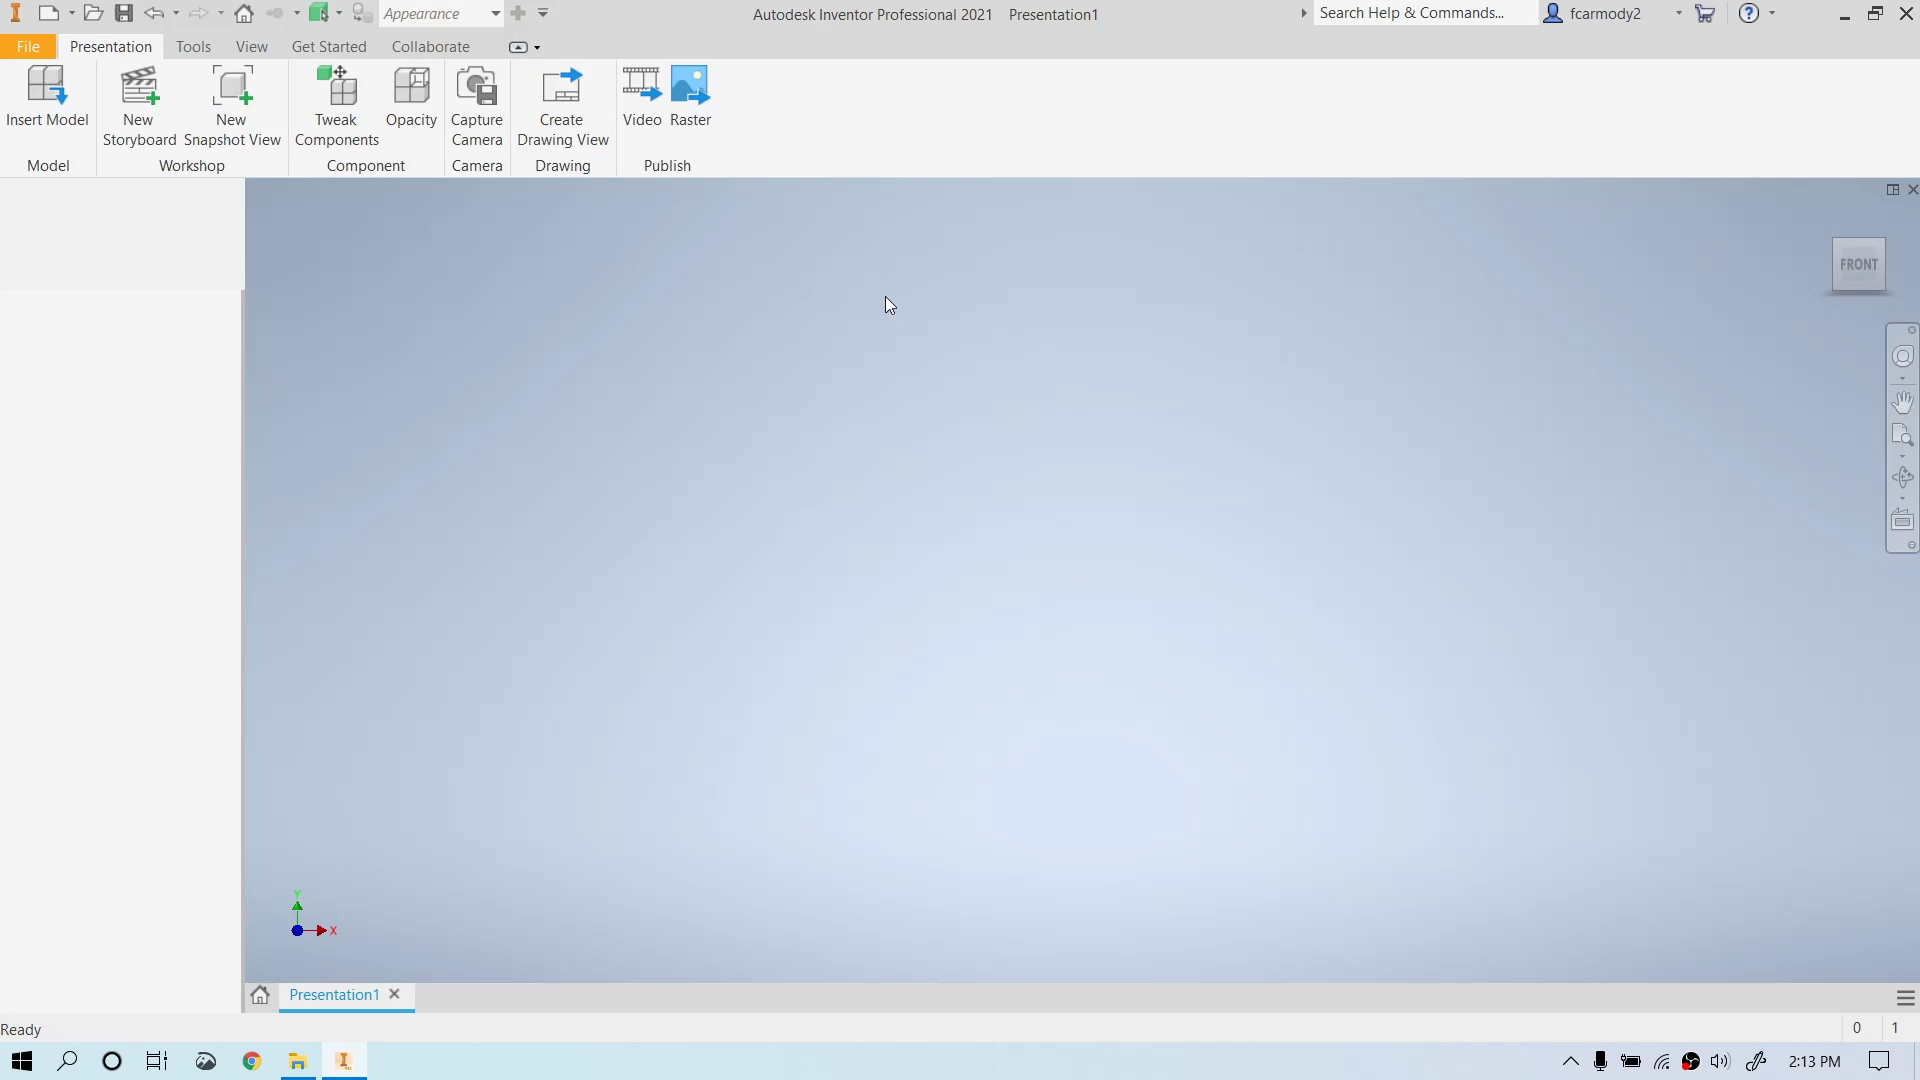 Appearance
Autodesk Inventor Professional 2021 Presentation1
Search Help & Commands...
fcarmody2
File Presentation Tools View Get Started Collaborate
Insert Model
New Storyboard
New Snapshot View
Tweak Components
Opacity
Capture Camera
Create Drawing View
Video
Raster
Model Workshop Component Camera Drawing Publish
FRONT
Y
X
Presentation1
Ready
0 1
2:13 PM